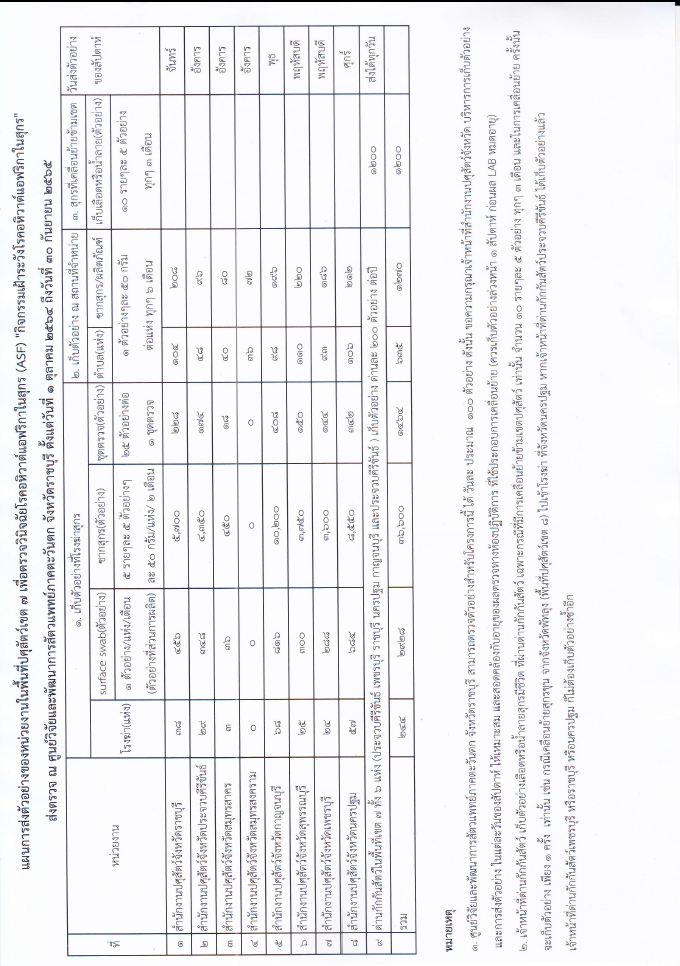 แผนการส่งตัวอย่างของหน่วยงานในพื้นที่ปศุสัตว์เขต ๗ เพื่อตรวจวินิจฉัยโรคอหิวาต์แอฟริกาในสุกร (ASF) "กิจกรรมเฝ้าระวังโรคอหิวาต์แอฟริกาในสุกร"
ส่งตรวจ ณ ศูนย์วิจัยและพัฒนาการสัตวแพทย์ภาคตะวันตก จังหวัดราชบุรี ตั้งแต่วันที่ ๑ ตุลาคม ๒๕๖๔ ถึงวันที่ ๓๐ กันยายน ๒๕๖๕
ที่ หน่วยงาน ๑. เก็บตัวอย่างที่โรงฆ่าสุกร ๒. เก็บตัวอย่าง ณ สถานที่จำหน่าย ๓. สุกรที่เคลื่อนย้ายข้ามเขต วันส่งตัวอย่าง
โรงฆ่า(แห่ง) surface swab(ตัวอย่าง) ซากสุกร(ตัวอย่าง) ชุดตรวจ(ตัวอย่าง) ตำบล(แห่ง) ซากสุกร/ผลิตภัณฑ์ เก็บเลือดหรือน้ำลาย(ตัวอย่าง) ของสัปดาห์
๑ ตัวอย่าง/แห่ง/เดือน ๕ รายๆละ ๕ ตัวอย่างๆ ๒๕ ตัวอย่างต่อ ๑ ตัวอย่างๆละ ๕๐ กรัม ๑๐ รายๆละ ๕ ตัวอย่าง
(ตัวอย่างที่ส่วนการผลิต) ละ ๕๐ กรัม/แห่ง/ ๒ เดือน ๑ ชุดตรวจ ต่อแห่ง ทุกๆ ๖ เดือน ทุกๆ ๓ เดือน
๑ สำนักงานปศุสัตว์จังหวัดราชบุรี ๓๘ ๔๕๖ ๕,๗๐๐ ๒๒๘ ๑๐๔ ๒๐๘ จันทร์
๒ สำนักงานปศุสัตว์จังหวัดประจวบคีรีขันธ์ ๒๙ ๓๔๘ ๔,๓๕๐ ๑๗๔ ๔๘ ๙๖ อังคาร
๓ สำนักงานปศุสัตว์จังหวัดสมุทรสาคร ๓ ๓๖ ๔๕๐ ๑๘ ๔๐ ๘๐ อังคาร
๔ สำนักงานปศุสัตว์จังหวัดสมุทรสงคราม ๐ ๐ ๐ ๐ ๓๖ ๗๒ อังคาร
๕ สำนักงานปศุสัตว์จังหวัดกาญจนบุรี ๖๘ ๘๑๖ ๑๐,๒๐๐ ๔๐๘ ๙๘ ๑๙๖ พุธ
๖ สำนักงานปศุสัตว์จังหวัดสุพรรณบุรี ๒๕ ๓๐๐ ๓,๗๕๐ ๑๕๐ ๑๑๐ ๒๒๐ พฤหัสบดี
๗ สำนักงานปศุสัตว์จังหวัดเพชรบุรี ๒๔ ๒๘๘ ๓,๖๐๐ ๑๔๔ ๙๓ ๑๘๖ พฤหัสบดี
๘ สำนักงานปศุสัตว์จังหวัดนครปฐม ๕๗ ๖๘๔ ๘,๕๕๐ ๓๔๒ ๑๐๖ ๒๑๒ ศุกร์
๙ ด่านกักกันสัตว์ในพื้นที่เขต ๗ ทั้ง ๖ แห่ง (ประจวบคีรีขันธ์ เพชรบุรี ราชบุรี นครปฐม กาญจนบุรี และประจวบคีรีขันธ์ ) เก็บตัวอย่าง ด่านละ ๒๐๐ ตัวอย่าง ต่อปี ๑๒๐๐ ส่งได้ทุกวัน
รวม ๒๔๔ ๒๙๒๘ ๓๖,๖๐๐ ๑๔๖๔ ๖๓๕ ๑๒๗๐ ๑๒๐๐
หมายเหตุ
๑. ศูนย์วิจัยและพัฒนาการสัตวแพทย์ภาคตะวันตก จังหวัดราชบุรี สามารถตรวจตัวอย่างสำหรับโครงการนี้ ได้ วันละ ประมาณ ๑๐๐ ตัวอย่าง ดังนั้น ขอความกรุณาเจ้าหน้าที่สำนักงานปศุสัตว์จังหวัด บริหารการเก็บตัวอย่าง
และการส่งตัวอย่าง ในแต่ละวันของสัปดาห์ ให้เหมาะสม และสอดคล้องกับอายุของผลตรวจทางห้องปฏิบัติการ ที่ใช้ประกอบการเคลื่อนย้าย (ควรเก็บตัวอย่างล่วงหน้า ๑ สัปดาห์ ก่อนผล LAB หมดอายุ)
๒. เจ้าหน้าที่ด่านกักกันสัตว์ เก็บตัวอย่างเลือดหรือน้ำลายสุกรมีชีวิต ที่ผ่านด่านกักกันสัตว์ เฉพาะกรณีที่มีการเคลื่อนย้ายข้ามเขตปศุสัตว์ เท่านั้น จำนวน ๑๐ รายๆละ ๕ ตัวอย่าง ทุกๆ ๓ เดือน และในการเคลื่อนย้าย ครั้งนั้น
จะเก็บตัวอย่าง เพียง ๑ ครั้ง เท่านั้น เช่น กรณีเคลื่อนย้ายสุกรขุน จากจังหวัดพัทลุง (พื้นที่ปศุสัตว์เขต ๘) ไปเข้าโรงฆ่า ที่จังหวัดนครปฐม หากเจ้าหน้าที่ด่านกักกันสัตว์ประจวบคีรีขันธ์ ได้เก็บตัวอย่างแล้ว
เจ้าหน้าที่ด่านกักกันสัตว์เพชรบุรี หรือราชบุรี หรือนครปฐม ก็ไม่ต้องเก็บตัวอย่างซ้ำอีก